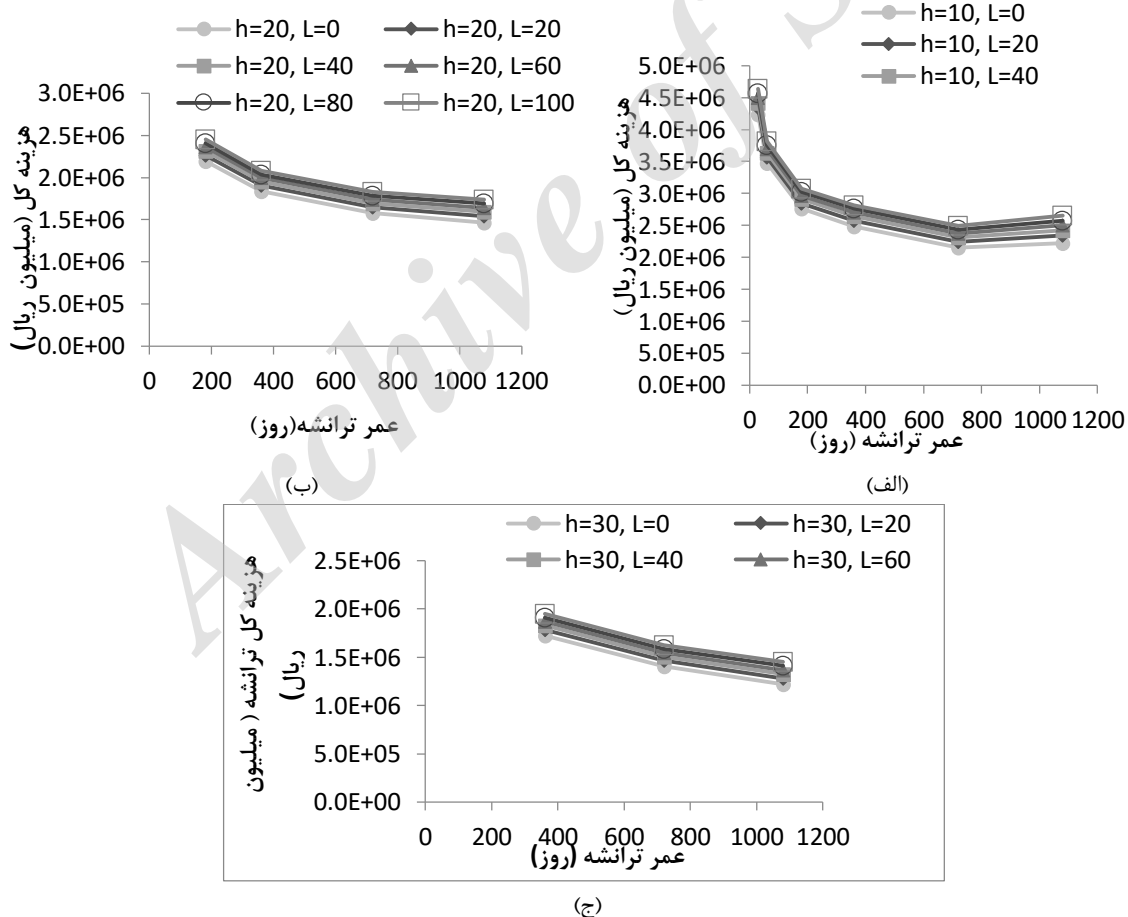 h=20, L=0 h=20, L=20
h=20, L=40 h=20, L=60
h=20, L=80 h=20, L=100
هزینه کل (میلیون ریال)
3.0E+06
2.5E+06
2.0E+06
1.5E+06
1.0E+06
5.0E+05
0.0E+00
0 200 400 600 800 1000 1200
عمر ترانشه(روز)
(ب)
h=10, L=0
h=10, L=20
h=10, L=40
هزینه کل (میلیون ریال)
5.0E+06
4.5E+06
4.0E+06
3.5E+06
3.0E+06
2.5E+06
2.0E+06
1.5E+06
1.0E+06
5.0E+05
0.0E+00
0 200 400 600 800 1000 1200
عمر ترانشه (روز)
(الف)
h=30, L=0 h=30, L=20
h=30, L=40 h=30, L=60
هزینه کل ترانشه ( میلیون
ریال)
2.5E+06
2.0E+06
1.5E+06
1.0E+06
5.0E+05
0.0E+00
0 200 400 600 800 1000 1200
عمر ترانشه (روز)
(ج)
Archive of S